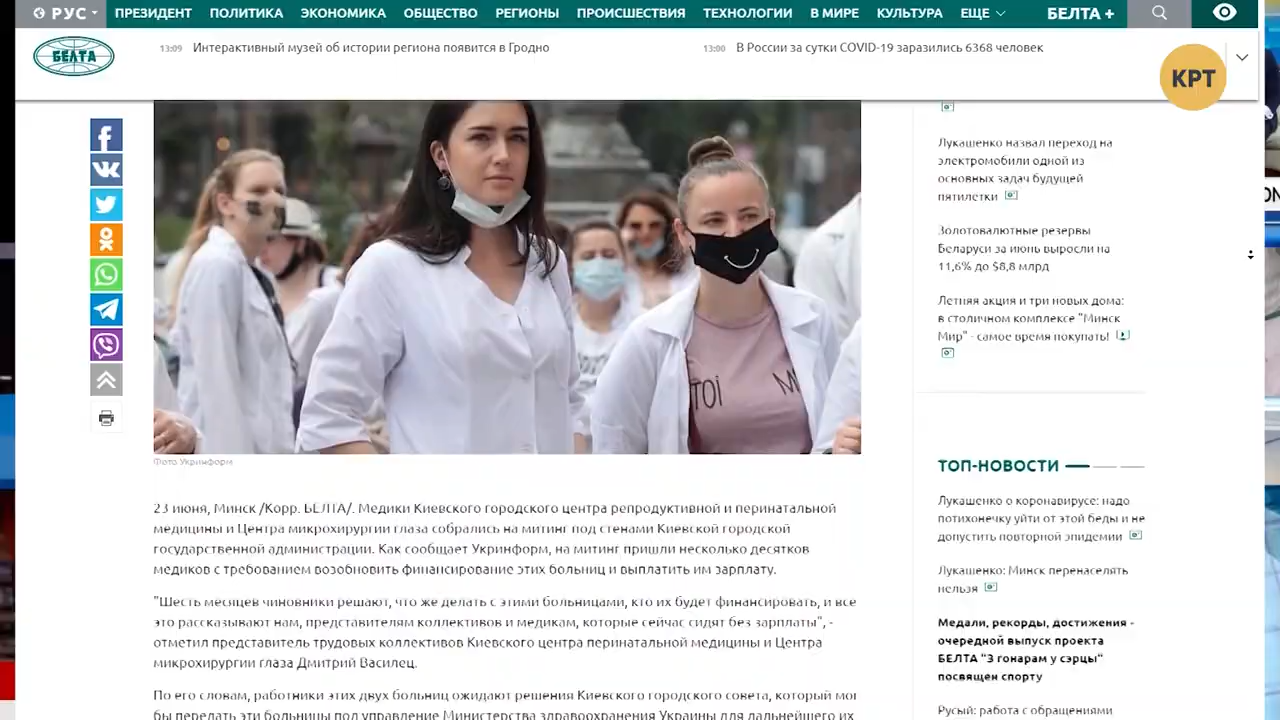 РУС
ПРЕЗИДЕНТ ПОЛИТИКА ЭКОНОМИКА ОБЩЕСТВО РЕГИОНЫ ПРОИСШЕСТВИЯ ТЕХНОЛОГИИ В МИРЕ КУЛЬТУРА ЕЩЕ БЕЛТА +
БЕЛТА
13:09 Интерактивный музей об истории региона появится в Гродно
13:00 В России за сутки COVID-19 заразились 6368 человек
КРТ
Фото Укринформ
23 июня, Минск /Корр. БЕЛТА/. Медики Киевского городского центра репродуктивной и перинатальной
медицины и Центра микрохирургии глаза собрались на митинг под стенами Киевской городской
государственной администрации. Как сообщает Укринформ, на митинг пришли несколько десятков
медиков с требованием возобновить финансирование этих больниц и выплатить им зарплату.
"Шесть месяцев чиновники решают, что же делать с этими больницами, кто их будет финансировать, и все
это рассказывают нам, представителям коллективов и медикам, которые сейчас сидят без зарплаты", -
отметил представитель трудовых коллективов Киевского центра перинатальной медицины и Центра
микрохирургии глаза Дмитрий Василец.
По его словам, работники этих двух больниц ожидают решения Киевского городского совета, который мог
бы передать эти больницы под управление Министерства здравоохранения Украины для дальнейшего их
Лукашенко назвал переход на
электромобили одной из
основных задач будущей
пятилетки
Золотовалютные резервы
Беларуси за июнь выросли на
11,6% до $8,8 млрд
Летняя акция и три новых дома:
в столичном комплексе "Минск
Мир" - самое время покупать!
ТОП-НОВОСТИ
Лукашенко о коронавирусе: надо
потихонечку уйти от этой беды и не
допустить повторной эпидемии
Лукашенко: Минск перенаселять
нельзя
Медали, рекорды, достижения -
очередной выпуск проекта
БЕЛТА "З гонарам у сэрцы"
посвящен спорту
Русый: работа с обращениями